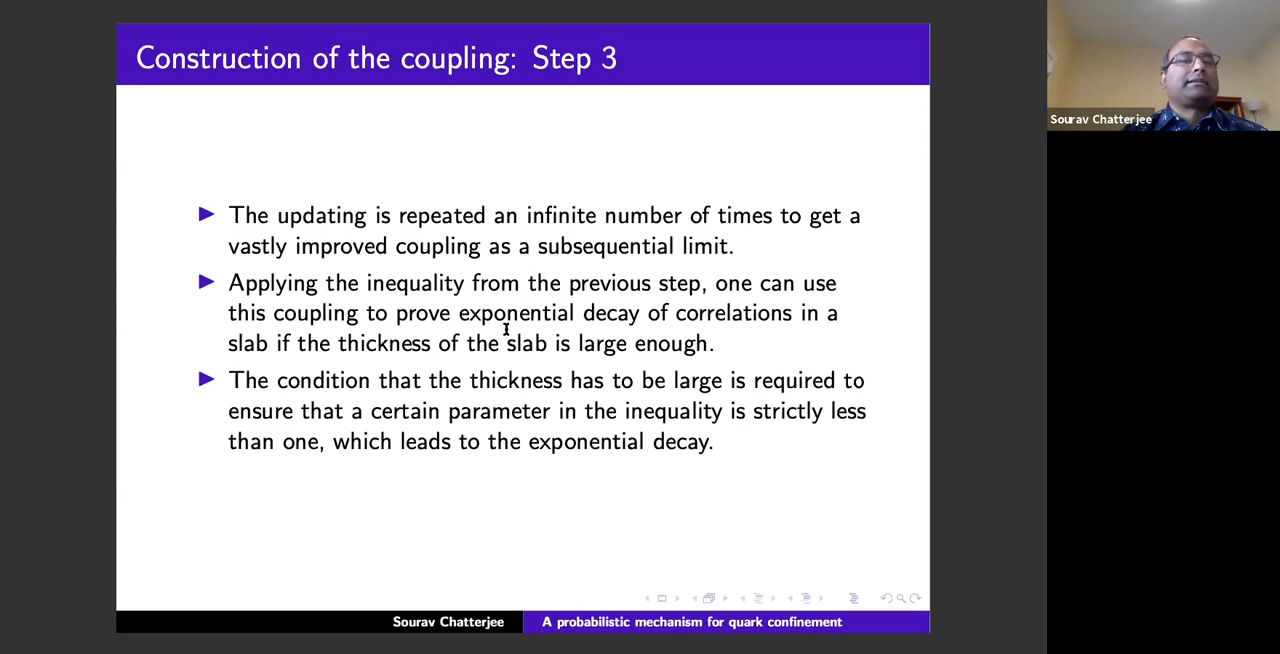 Construction of the coupling: Step 3
Sourav Chatterjee
▶ The updating is repeated an infinite number of times to get a
vastly improved coupling as a subsequential limit.
▶ Applying the inequality from the previous step, one can use
this coupling to prove exponential decay of correlations in a
slab if the thickness of the slab is large enough.
▶ The condition that the thickness has to be large is required to
ensure that a certain parameter in the inequality is strictly less
than one, which leads to the exponential decay.
Sourav Chatterjee
A probabilistic mechanism for quark confinement